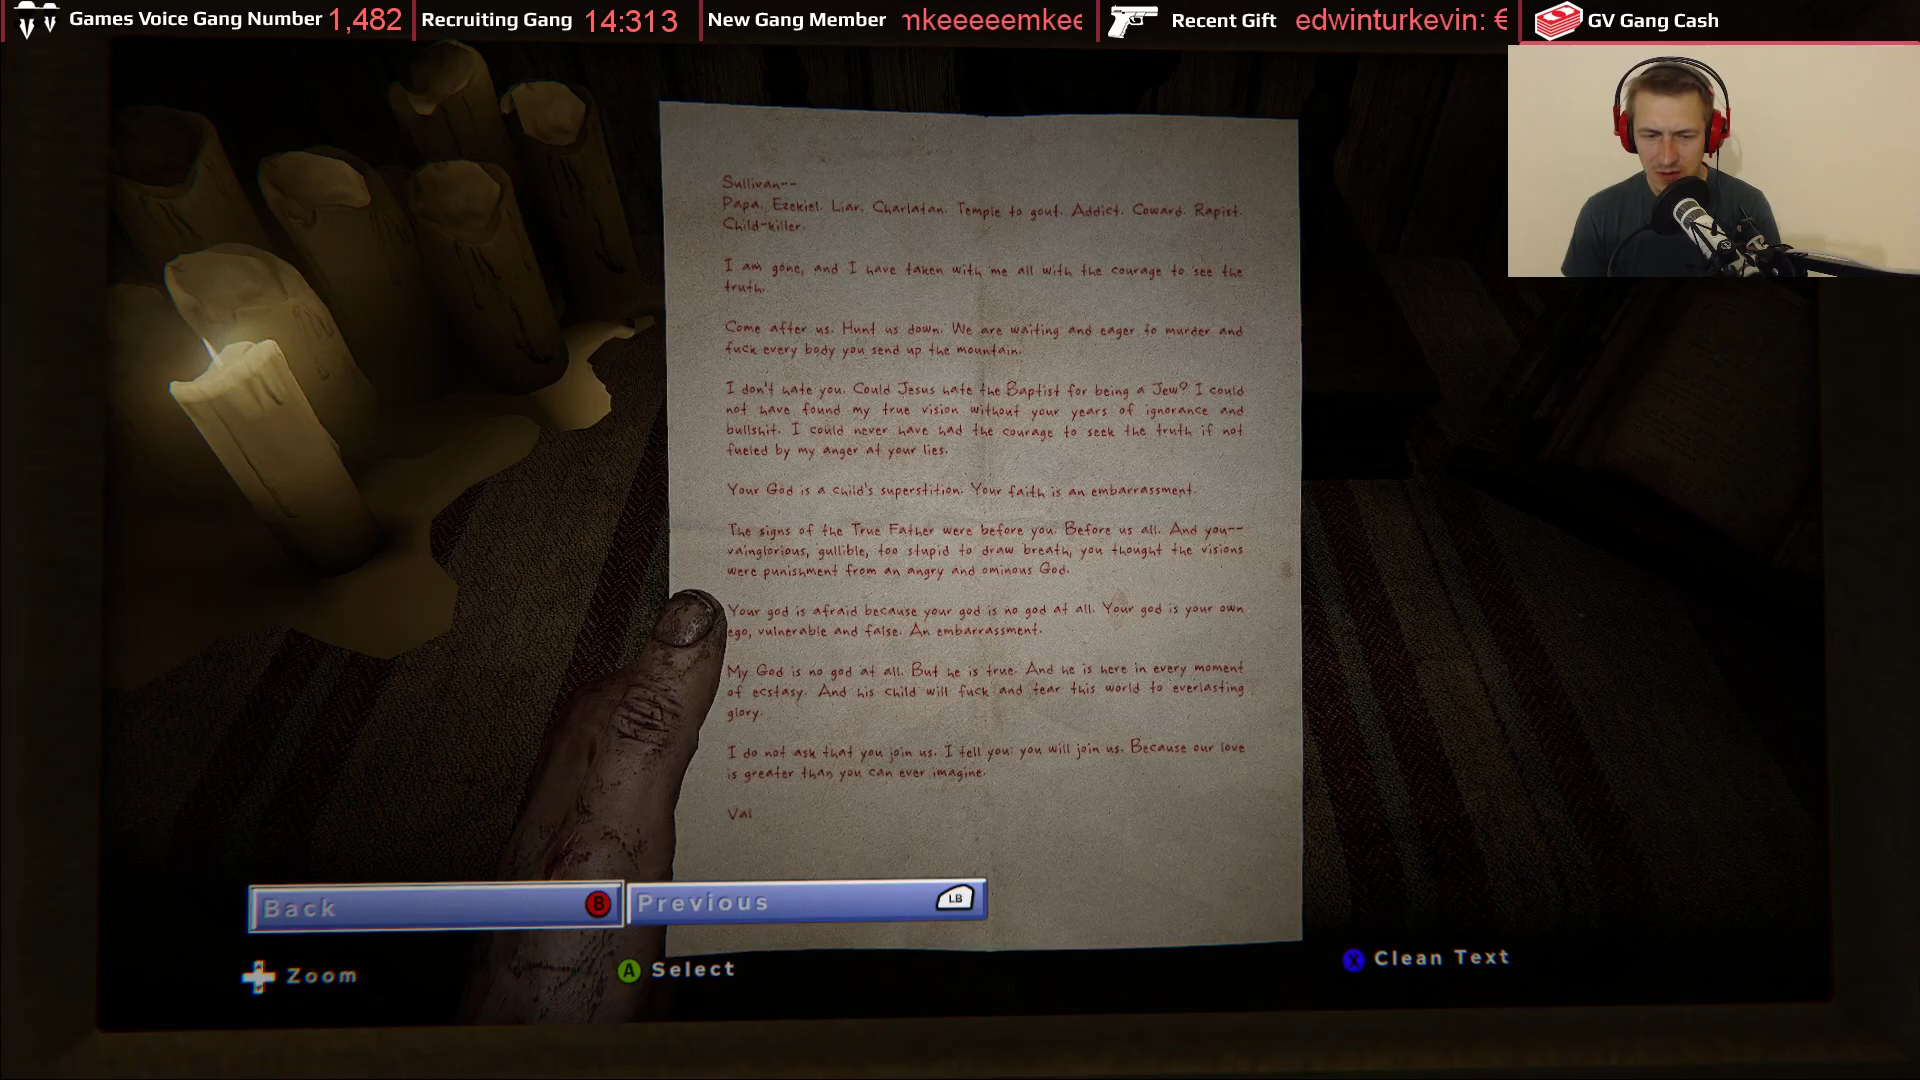 Games Voice Gang Number 1,482 Recruiting Gang 14:313 New Gang Member mkeeeeemkee Recent Gift edwinturkevin: € GV Gang Cash
Sullivan--
Papa. Ezekiel. Liar. Charlatan. Temple to gout. Addict. Coward. Rapist.
Child-killer.
I am gone, and I have taken with me all with the courage to see the
truth.
Come after us. Hunt us down. We are waiting and eager to murder and
fuck every body you send up the mountain.
I don't hate you. Could Jesus hate the Baptist for being a Jew? I could
not have found my true vision without your years of ignorance and
bullshit. I could never have had the courage to seek the truth if not
fueled by my anger at your lies.
Your God is a child's superstition. Your faith is an embarrassment.
The signs of the True Father were before you. Before us all. And you--
vainglorious, gullible, too stupid to draw breath, you thought the visions
were punishment from an angry and ominous God.
Your god is afraid because your god is no god at all. Your god is your own
ego, vulnerable and false. An embarrassment.
My God is no god at all. But he is true. And he is here in every moment
of ecstasy. And his child will fuck and tear this world to everlasting
glory.
I do not ask that you join us. I tell you: you will join us. Because our love
is greater than you can ever imagine.
Val
Back B Previous LB
Zoom A Select X Clean Text